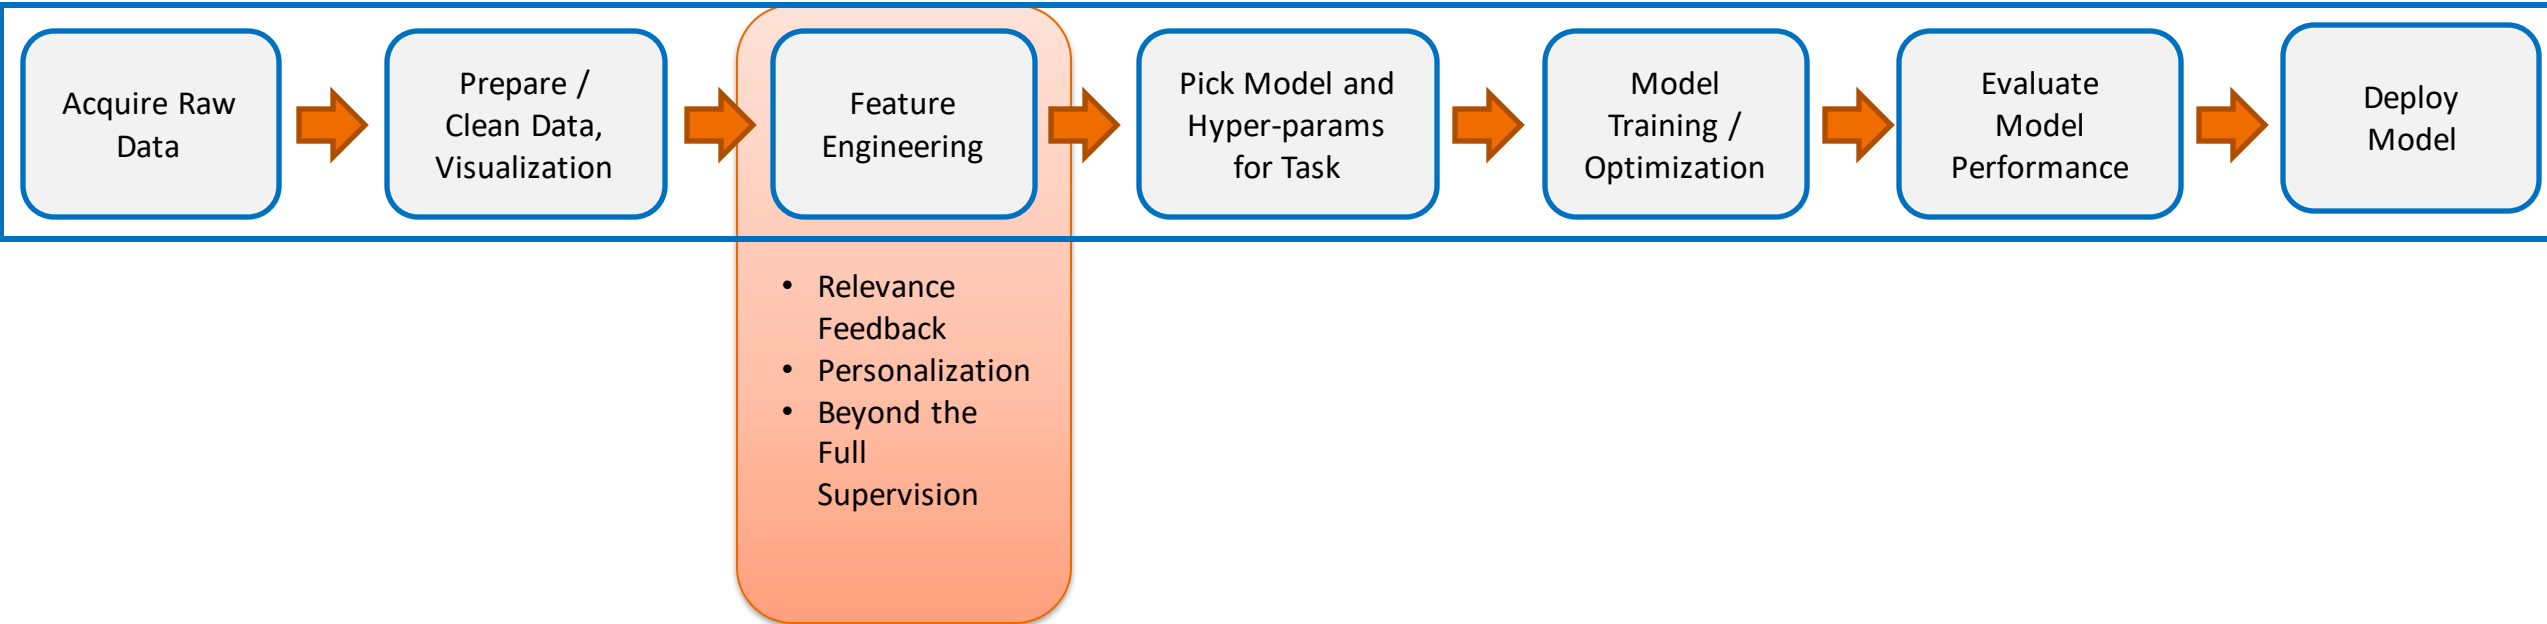 Acquire Raw
Data
Prepare /
Clean Data,
Visualization
Feature
Engineering
Pick Model and
Hyper-params
for Task
Model
Training /
Optimization
Evaluate
Model
Performance
Deploy
Model
• Relevance
Feedback
• Personalization
• Beyond the
Full
Supervision